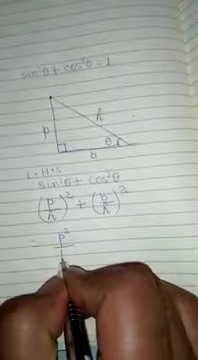 sin²θ + cos²θ = 1
p h
θ
b
L.H.S
sin²θ + cos²θ
(p/h)² + (b/h)²
= p²